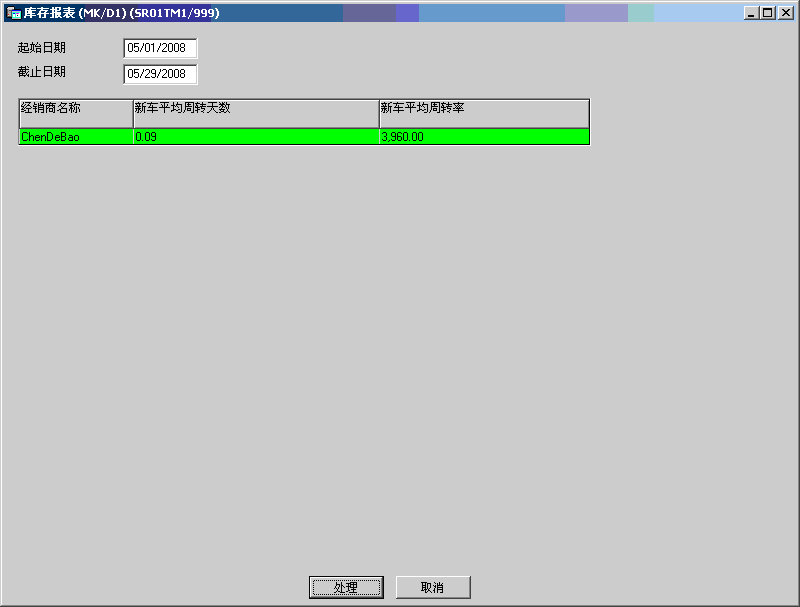 库存报表 (MK/D1) (SR01TM1/999)
起始日期 05/01/2008
截止日期 05/29/2008
经销商名称 新车平均周转天数 新车平均周转率
ChenDeBao 0.09 3,960.00
处理 取消